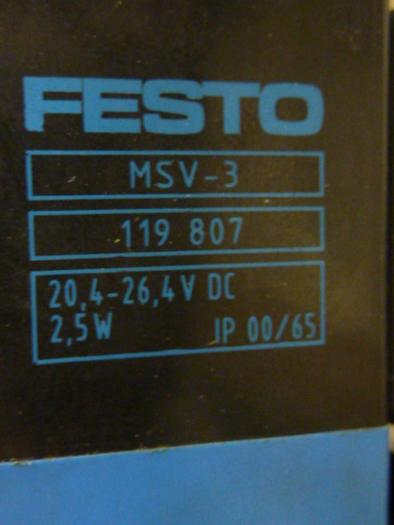 FESTO
MSV-3
119 807
20,4-26,4V DC
2,5W IP 00/65